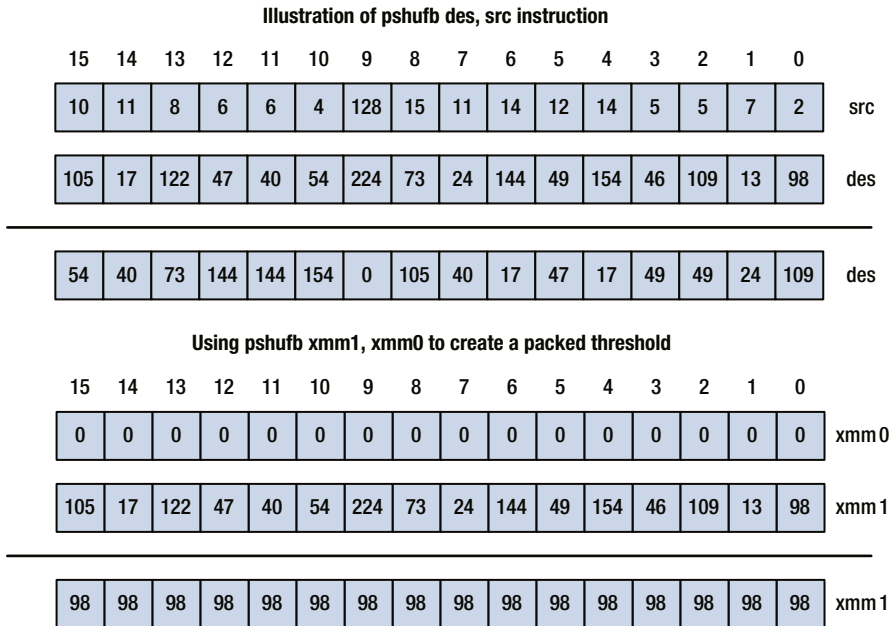 Illustration of pshufb des, src instruction
15 14 13 12 11 10 9 8 7 6 5 4 3 2 1 0
10 11 8 6 6 4 128 15 11 14 12 14 5 5 7 2 src
105 17 122 47 40 54 224 73 24 144 49 154 46 109 13 98 des
54 40 73 144 144 154 0 105 40 17 47 17 49 49 24 109 des
Using pshufb xmm1, xmm0 to create a packed threshold
15 14 13 12 11 10 9 8 7 6 5 4 3 2 1 0
0 0 0 0 0 0 0 0 0 0 0 0 0 0 0 0 xmm0
105 17 122 47 40 54 224 73 24 144 49 154 46 109 13 98 xmm1
98 98 98 98 98 98 98 98 98 98 98 98 98 98 98 98 xmm1